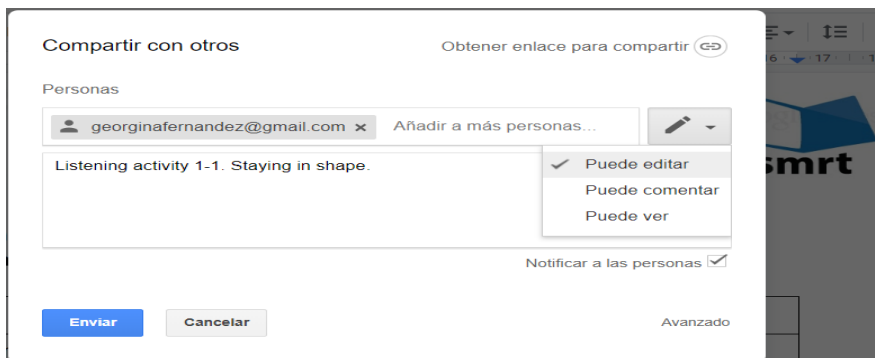 Compartir con otros
Obtener enlace para compartir
Personas
georginafernandez@gmail.com × Añadir a más personas...
Listening activity 1-1. Staying in shape.
Puede editar
Puede comentar
Puede ver
Notificar a las personas
Enviar Cancelar Avanzado
17
smrt